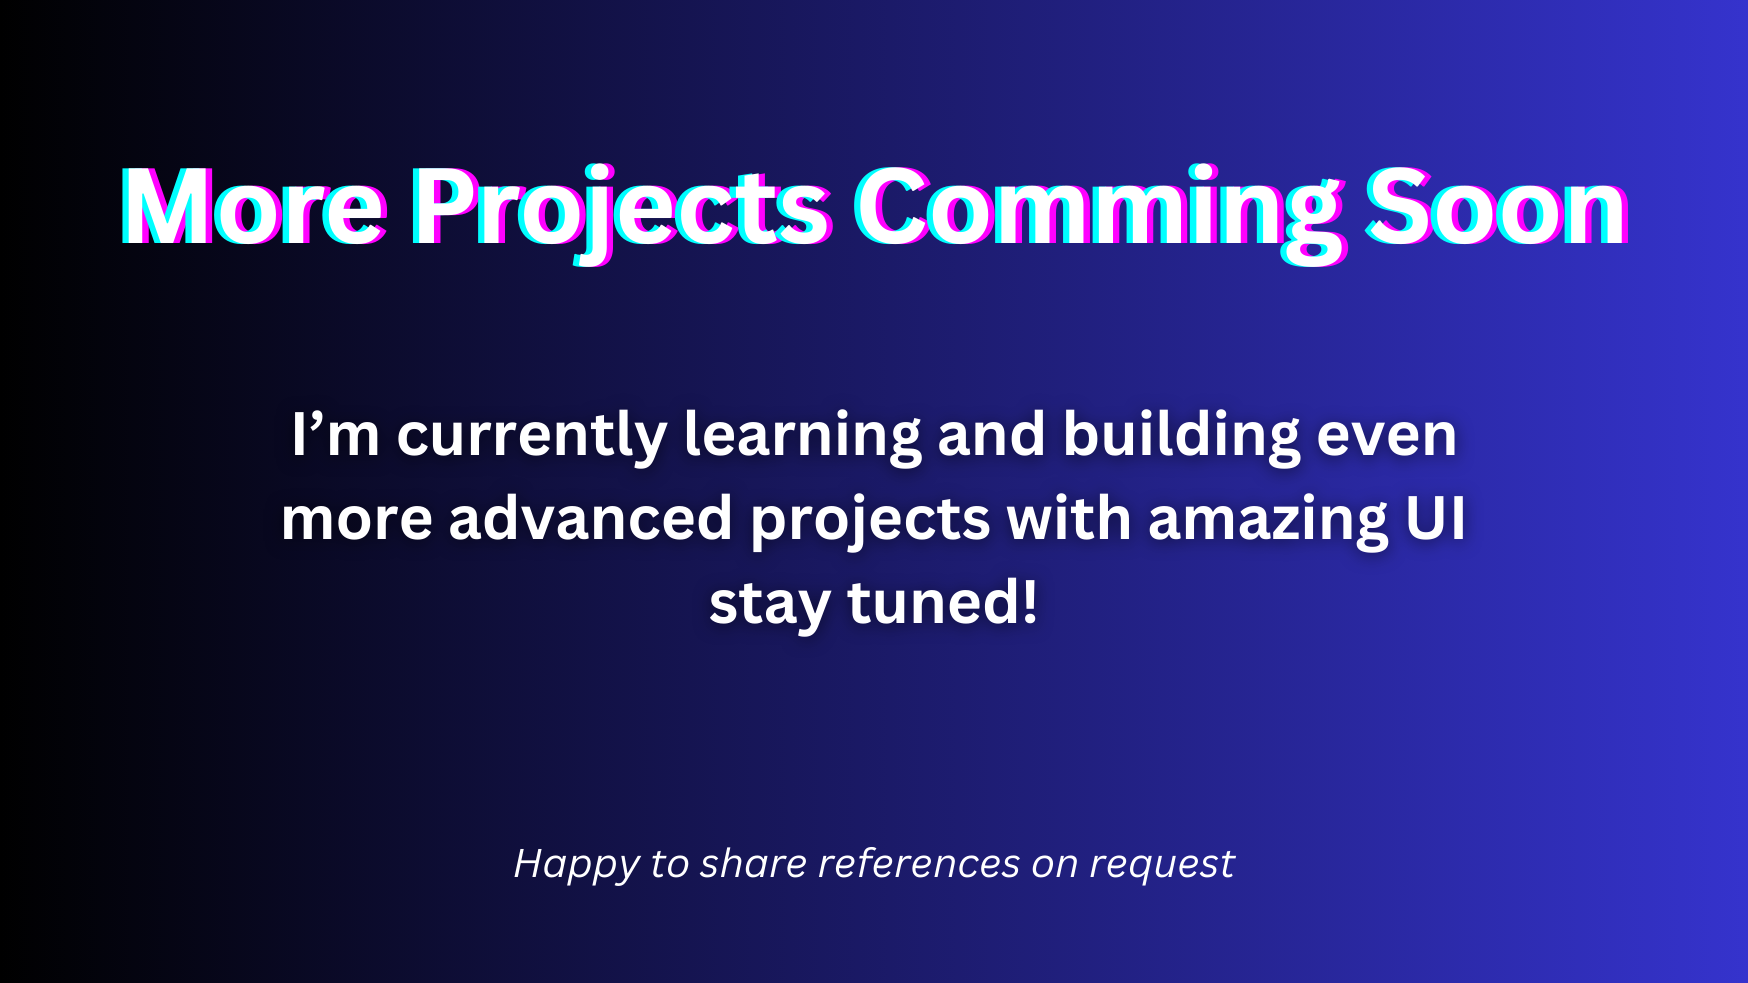 More Projects Comming Soon
I’m currently learning and building even
more advanced projects with amazing UI
stay tuned!
Happy to share references on request